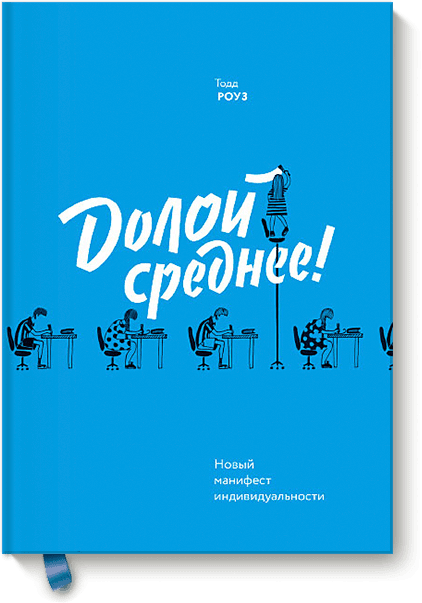 Тодд
РОУЗ
Долой
среднее!
Новый
манифест
индивидуальности